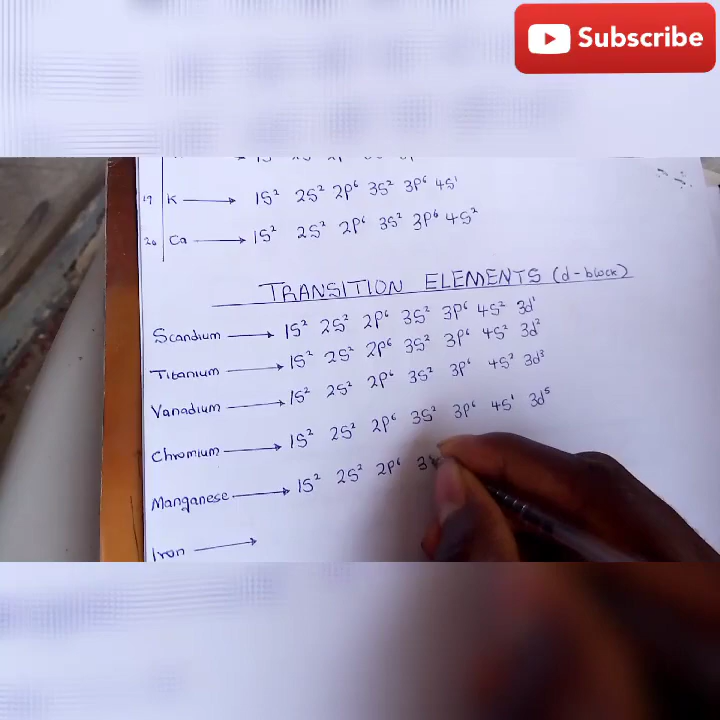 Subscribe
19 K → 1S² 2S² 2P⁶ 3S² 3P⁶ 4S¹
20 Ca → 1S² 2S² 2P⁶ 3S² 3P⁶ 4S²
TRANSITION ELEMENTS (d-block)
Scandium → 1S² 2S² 2P⁶ 3S² 3P⁶ 4S² 3d¹
Titanium → 1S² 2S² 2P⁶ 3S² 3P⁶ 4S² 3d²
Vanadium → 1S² 2S² 2P⁶ 3S² 3P⁶ 4S² 3d³
Chromium → 1S² 2S² 2P⁶ 3S² 3P⁶ 4S¹ 3d⁵
Manganese → 1S² 2S² 2P⁶ 3
Iron →